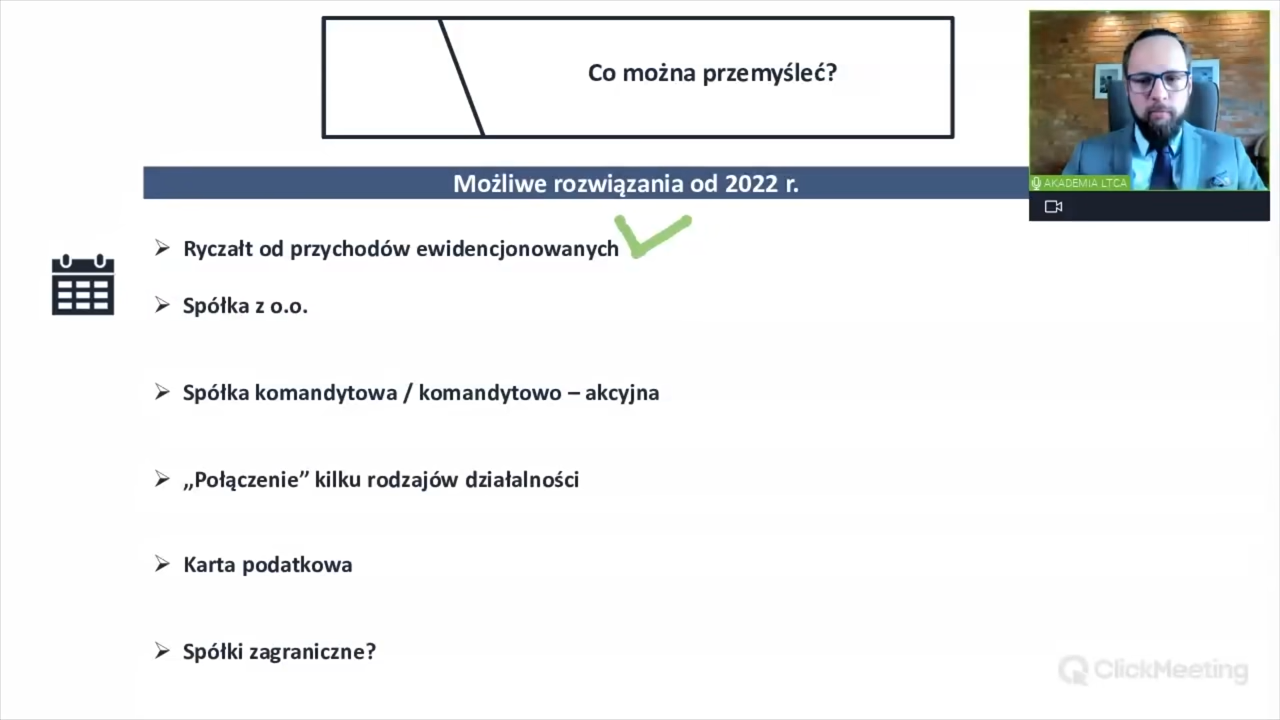 Co można przemyśleć?
Możliwe rozwiązania od 2022 r.
AKADEMIA LTCA
Ryczałt od przychodów ewidencjonowanych
Spółka z o.o.
Spółka komandytowa / komandytowo – akcyjna
„Połączenie” kilku rodzajów działalności
Karta podatkowa
Spółki zagraniczne?
ClickMeeting